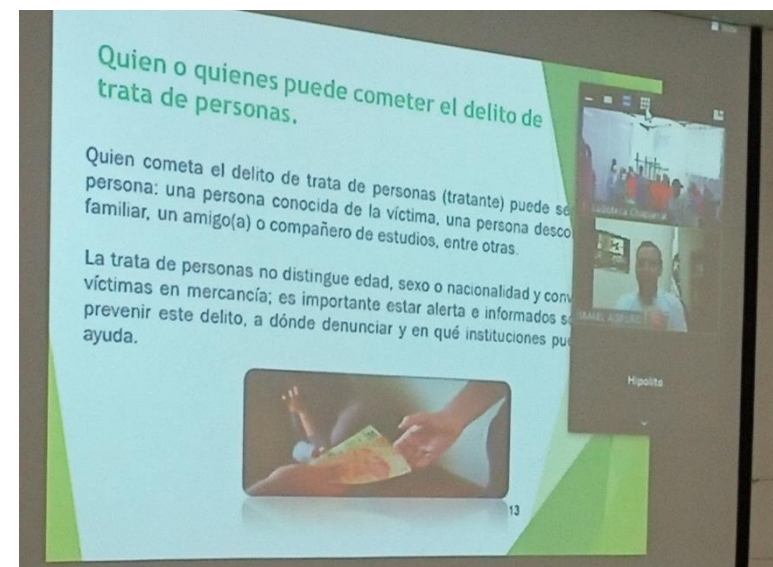 Quien o quienes puede cometer el delito de
trata de personas.
Quien cometa el delito de trata de personas (tratante) puede se
persona: una persona conocida de la víctima, una persona desco
familiar, un amigo(a) o compañero de estudios, entre otras.
La trata de personas no distingue edad, sexo o nacionalidad y conv
víctimas en mercancía; es importante estar alerta e informados s
prevenir este delito, a dónde denunciar y en qué instituciones pu
ayuda.
13
Hipolito